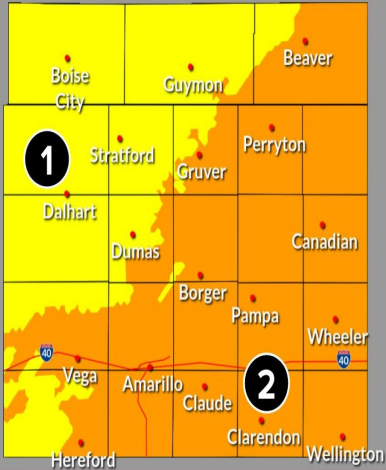 Beaver
Boise
City
Guymon
1
Stratford
Perryton
Gruver
Dalhart
Dumas
Canadian
Borger
Pampa
Wheeler
40
40
Vega
Amarillo
2
Claude
Clarendon
Hereford
Wellington